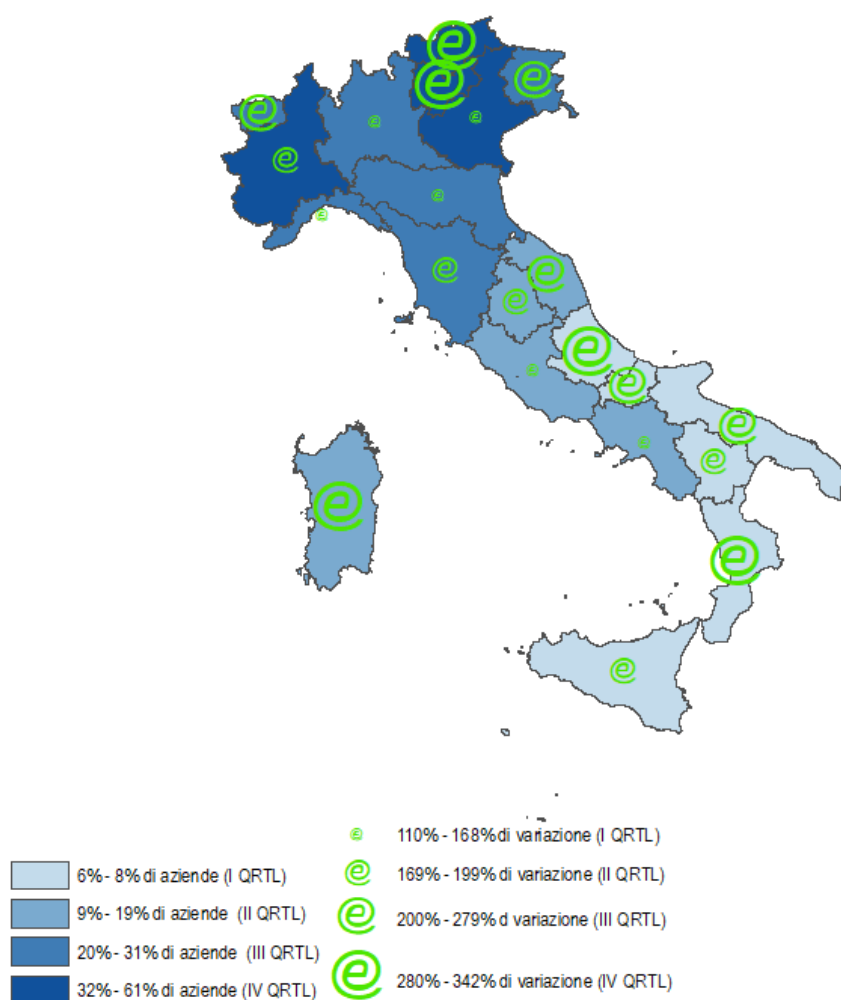 6%- 8% di aziende (I QRTL)
9%- 19% di aziende (II QRTL)
20%- 31% di aziende (III QRTL)
32%- 61% di aziende (IV QRTL)
110% - 168% di variazione (I QRTL)
169% - 199% di variazione (II QRTL)
200% - 279% d variazione (III QRTL)
280% - 342% di variazione (IV QRTL)